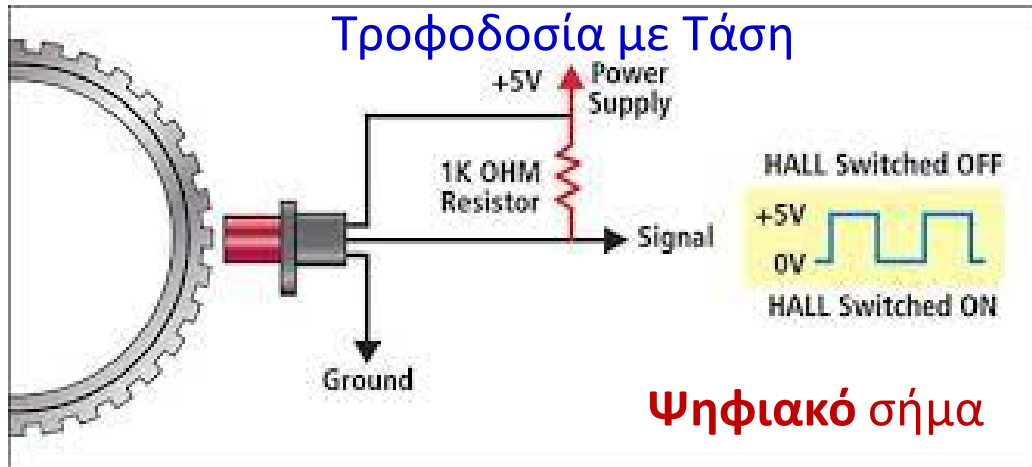 Τροφοδοσία με Τάση
+5V
Power
Supply
1K OHM
Resistor
Signal
Ground
HALL Switched OFF
+5V
0V
HALL Switched ON
Ψηφιακό σήμα